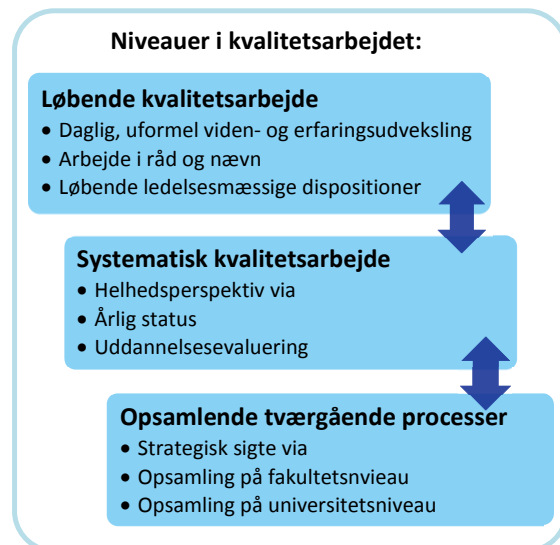 Niveauer i kvalitetsarbejdet:
Løbende kvalitetsarbejde
• Daglig, uformel viden- og erfaringsudveksling
• Arbejde i råd og nævn
• Løbende ledelsesmæssige dispositioner
Systematisk kvalitetsarbejde
• Helhedsperspektiv via
• Årlig status
• Uddannelsesevaluering
Opsamlende tværgående processer
• Strategisk sigte via
• Opsamling på fakultetsnvieau
• Opsamling på universitetsniveau